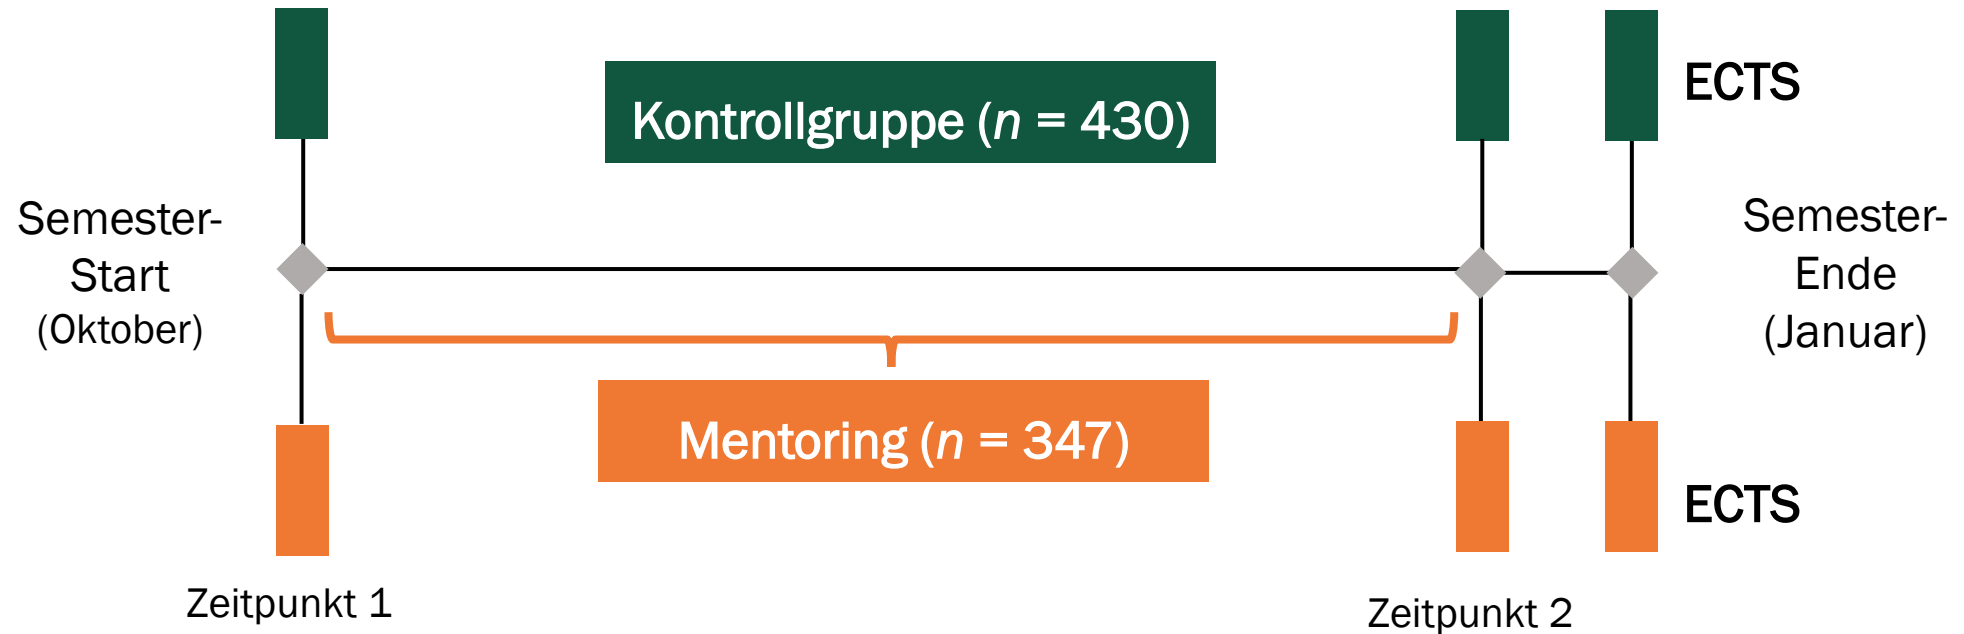 ECTS
Kontrollgruppe (n = 430)
Semester-
Start
(Oktober)
Semester-
Ende
(Januar)
Mentoring (n = 347)
ECTS
Zeitpunkt 1
Zeitpunkt 2